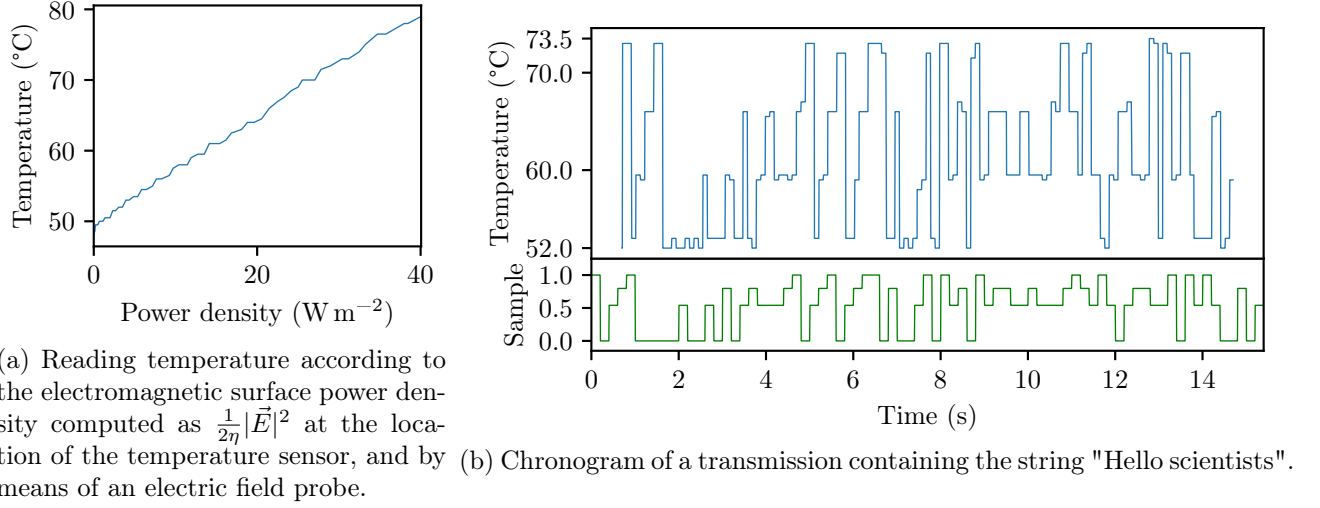 80
70
60
50
Temperature (°C)
0 20 40
Power density (W m−2)
(a) Reading temperature according to
the electromagnetic surface power den-
sity computed as 1/2η|E⃗|² at the loca-
tion of the temperature sensor, and by
means of an electric field probe.
73.5
70.0
60.0
52.0
Temperature (°C)
1.0
0.5
0.0
Sample
0 2 4 6 8 10 12 14
Time (s)
(b) Chronogram of a transmission containing the string "Hello scientists".